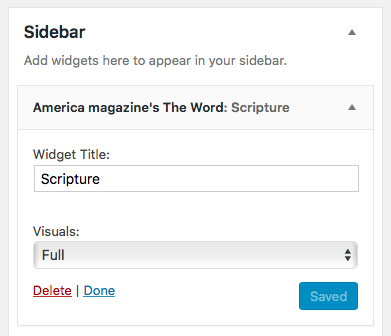 Sidebar
Add widgets here to appear in your sidebar.
America magazine's The Word: Scripture
Widget Title:
Scripture
Visuals:
Full
Delete | Done
Saved